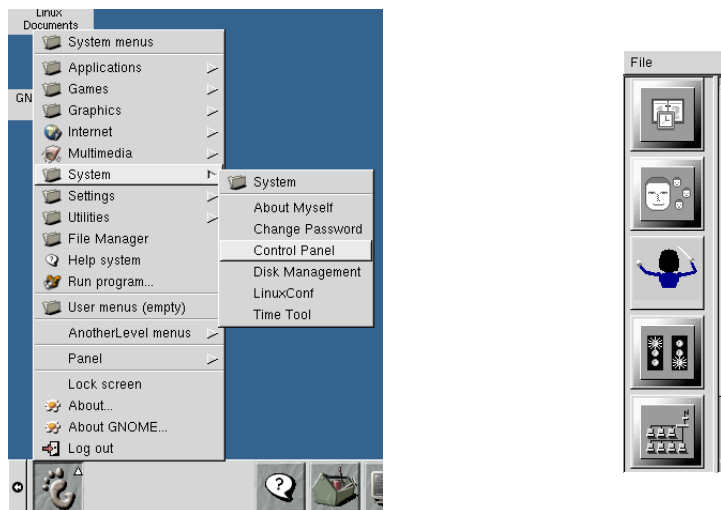 Linux
Documents
System menus
Applications
Games
GN
Graphics
Internet
Multimedia
System
Settings
Utilities
File Manager
Help system
Run program...
User menus (empty)
AnotherLevel menus
Panel
Lock screen
About...
About GNOME...
Log out
System
About Myself
Change Password
Control Panel
Disk Management
LinuxConf
Time Tool
File